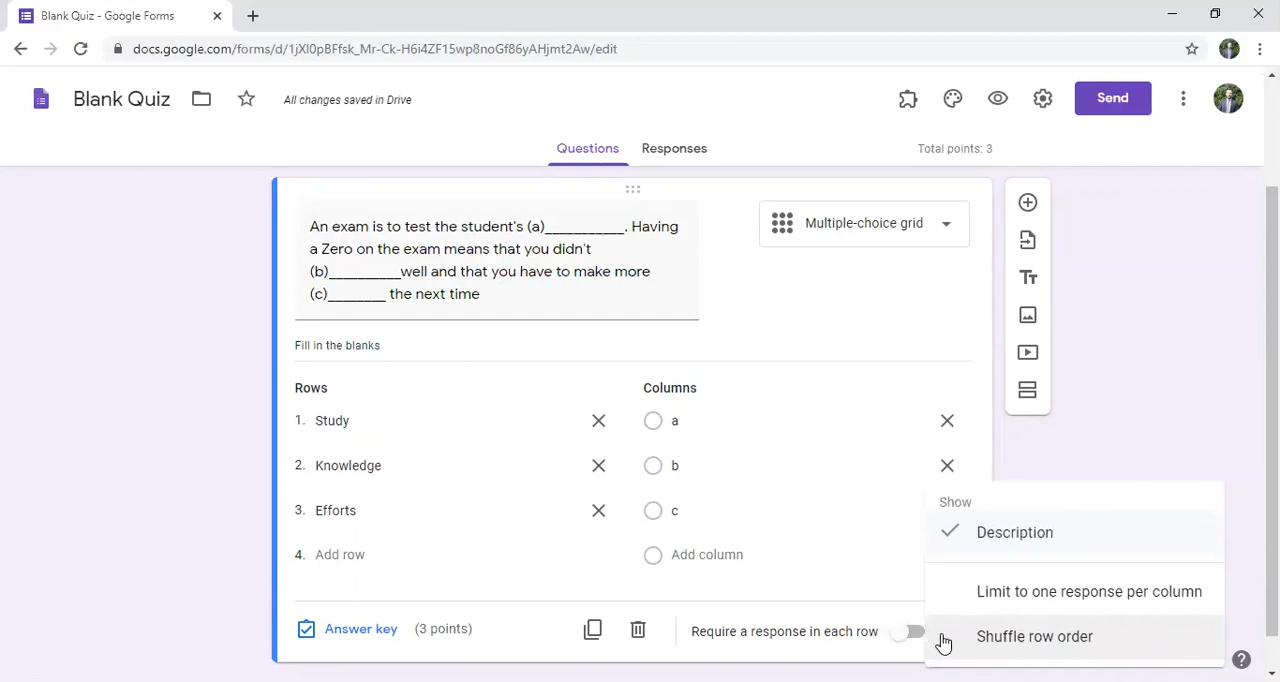 Blank Quiz - Google Forms
docs.google.com/forms/d/1jXl0pBFfsk_Mr-Ck-H6i4ZF15wp8noGf86yAHjmt2Aw/edit
Blank Quiz
All changes saved in Drive
Send
Questions
Responses
Total points: 3
An exam is to test the student's (a)___________. Having
a Zero on the exam means that you didn't
(b)__________well and that you have to make more
(c)________ the next time
Multiple-choice grid
Tт
Fill in the blanks
Rows
Columns
1. Study
a
2. Knowledge
b
3. Efforts
c
4. Add row
Add column
Show
Description
Limit to one response per column
Shuffle row order
Answer key (3 points)
Require a response in each row